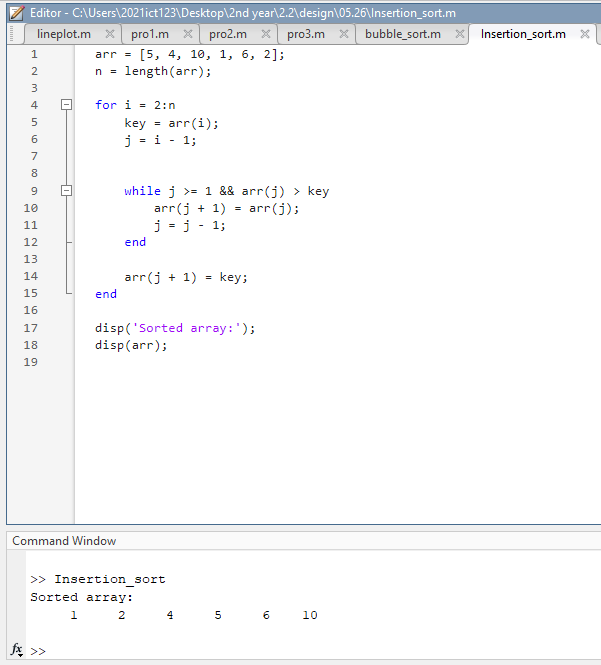 Editor - C:\Users\2021ict123\Desktop\2nd year\2.2\design\05.26\Insertion_sort.m
lineplot.m × pro1.m × pro2.m × pro3.m × bubble_sort.m × Insertion_sort.m ×
1 arr = [5, 4, 10, 1, 6, 2];
2 n = length(arr);
3
4 for i = 2:n
5 key = arr(i);
6 j = i - 1;
7
8
9 while j >= 1 && arr(j) > key
10 arr(j + 1) = arr(j);
11 j = j - 1;
12 end
13
14 arr(j + 1) = key;
15 end
16
17 disp('Sorted array:');
18 disp(arr);
19
Command Window
>> Insertion_sort
Sorted array:
1 2 4 5 6 10
fx >>